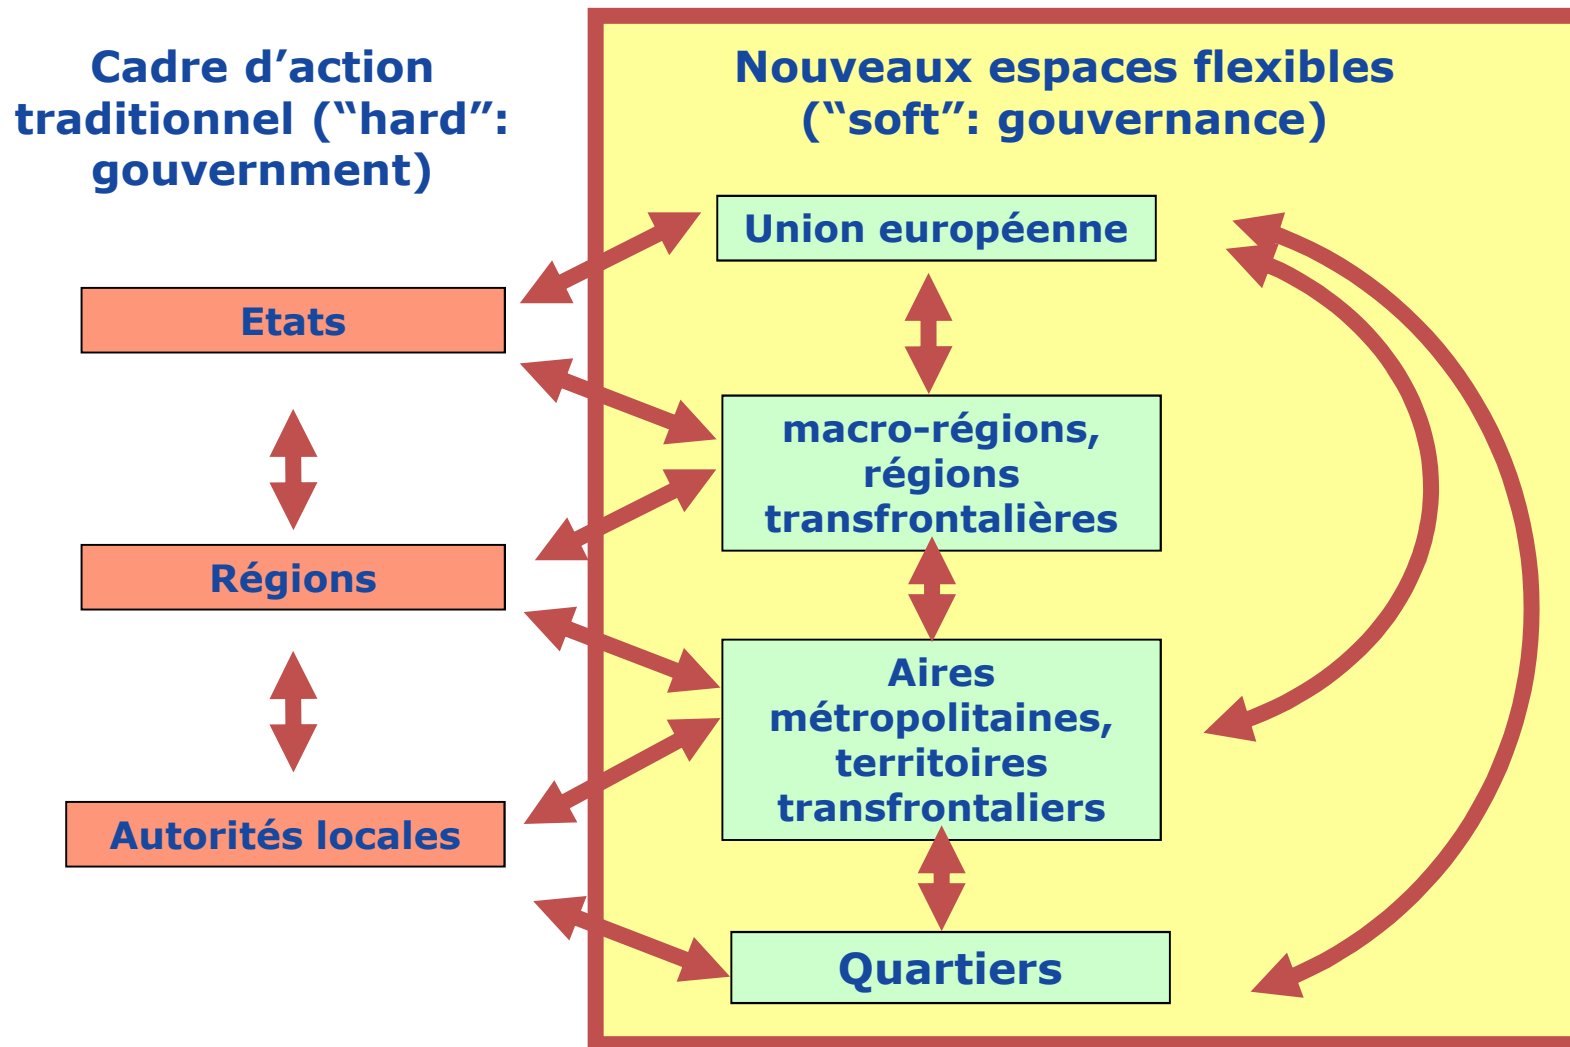 Cadre d’action
traditionnel (“hard”:
gouvernment)
Nouveaux espaces flexibles
(“soft”: gouvernance)
Union européenne
Etats
macro-régions,
régions
transfrontalières
Régions
Aires
métropolitaines,
territoires
transfrontaliers
Autorités locales
Quartiers